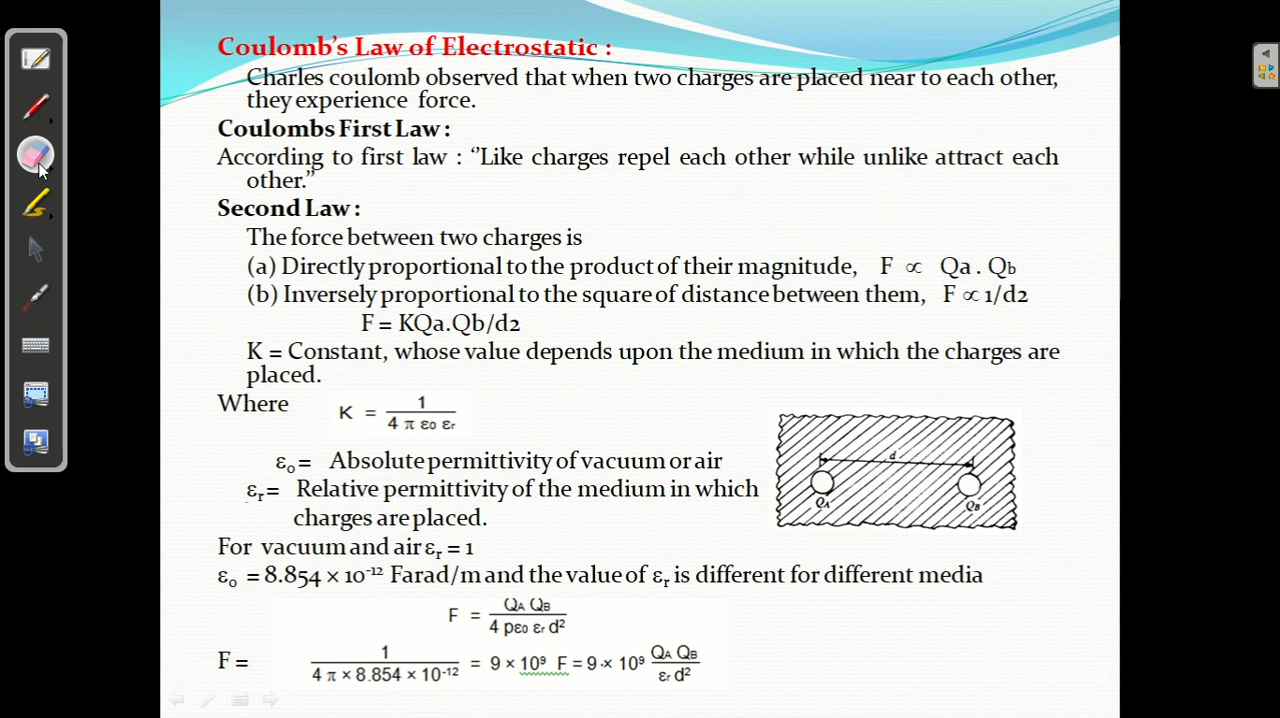 Coulomb's Law of Electrostatic :
Charles coulomb observed that when two charges are placed near to each other,
they experience force.
Coulombs First Law :
According to first law : "Like charges repel each other while unlike attract each
other."
Second Law :
The force between two charges is
(a) Directly proportional to the product of their magnitude, F ∝ Qa . Qb
(b) Inversely proportional to the square of distance between them, F ∝ 1/d2
F = KQa.Qb/d2
K = Constant, whose value depends upon the medium in which the charges are
placed.
Where K = 1 / 4 π ε0 εr
ε₀ = Absolute permittivity of vacuum or air
εr = Relative permittivity of the medium in which
charges are placed.
d
QA QB
For vacuum and air εr = 1
ε₀ = 8.854 × 10⁻¹² Farad/m and the value of εr is different for different media
F = QA QB / 4 pε0 εr d²
F = 1 / 4 π × 8.854 × 10⁻¹² = 9 × 10⁹ F = 9 × 10⁹ QA QB / εr d²